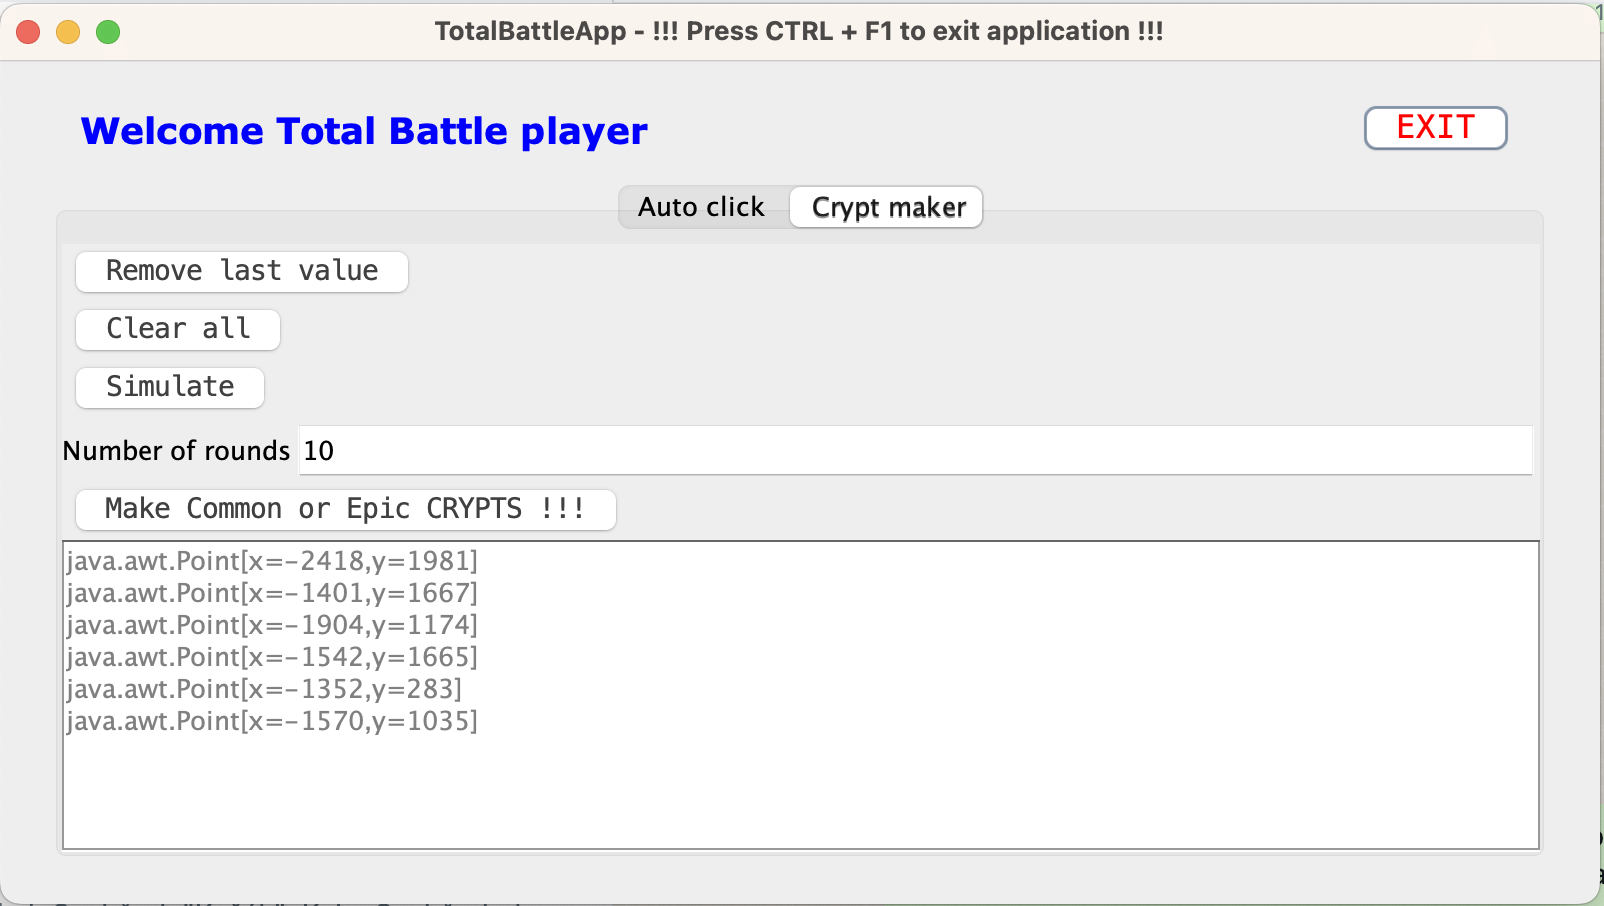 TotalBattleApp - !!! Press CTRL + F1 to exit application !!!
Welcome Total Battle player
EXIT
Auto click
Crypt maker
Remove last value
Clear all
Simulate
Number of rounds 10
Make Common or Epic CRYPTS !!!
java.awt.Point[x=-2418,y=1981]
java.awt.Point[x=-1401,y=1667]
java.awt.Point[x=-1904,y=1174]
java.awt.Point[x=-1542,y=1665]
java.awt.Point[x=-1352,y=283]
java.awt.Point[x=-1570,y=1035]